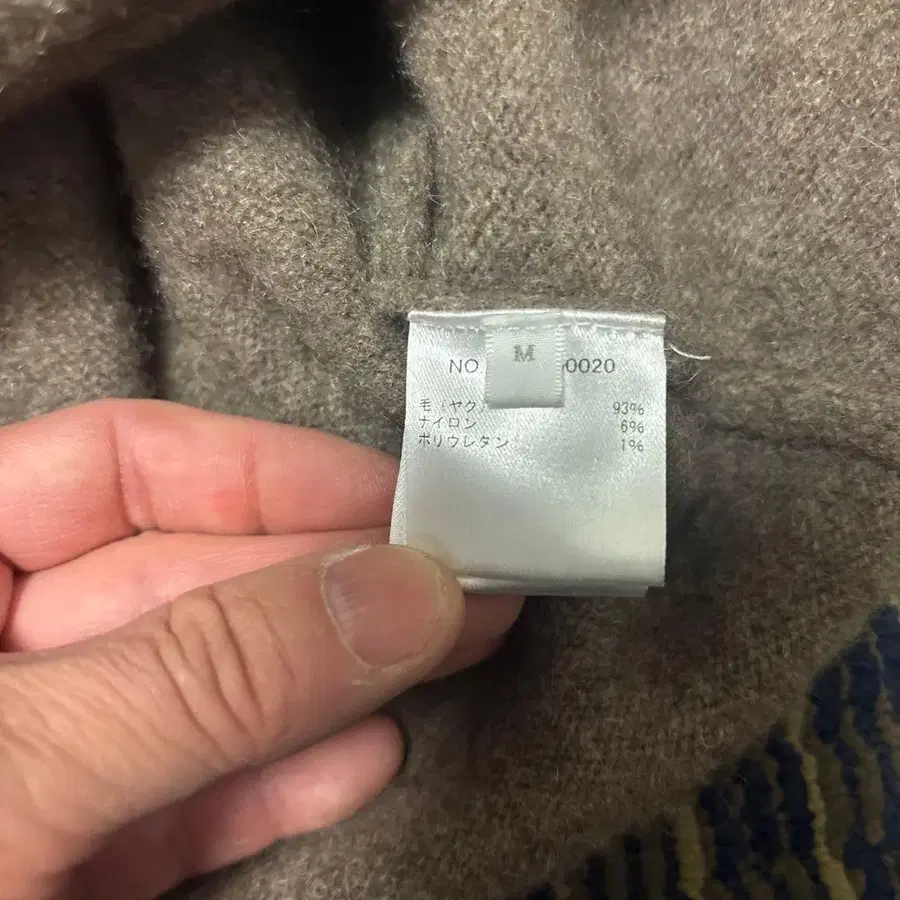 M
NO 0020
毛(ヤク) 93%
ナイロン 6%
ポリウレタン 1%